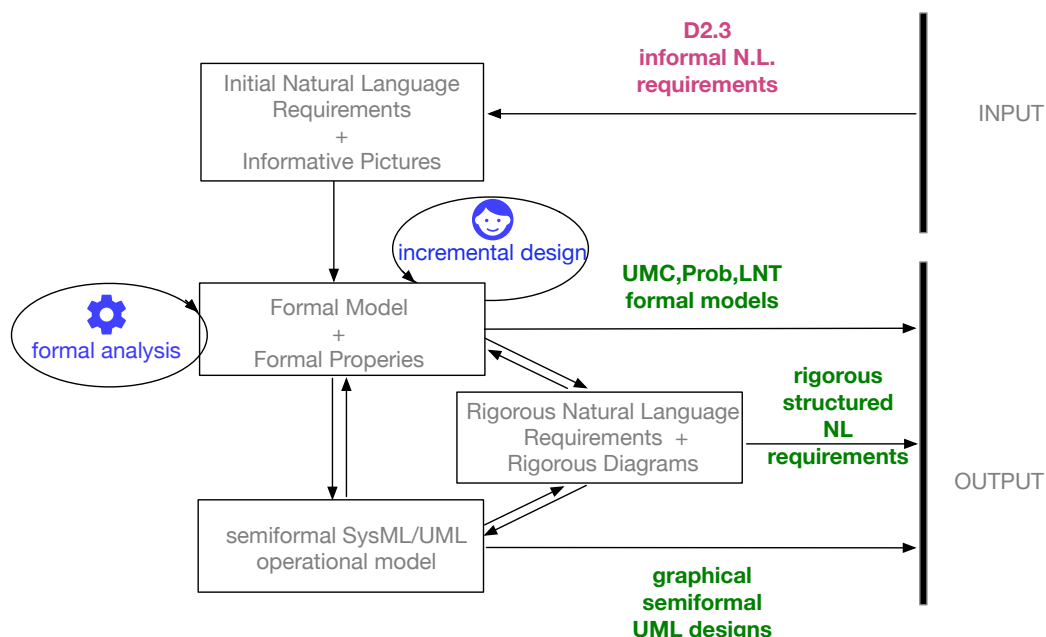 D2.3
informal N.L.
requirements
Initial Natural Language
Requirements
+
Informative Pictures
INPUT
incremental design
UMC,Prob,LNT
formal models
Formal Model
+
Formal Properies
formal analysis
rigorous
structured
NL
requirements
Rigorous Natural Language
Requirements +
Rigorous Diagrams
OUTPUT
semiformal SysML/UML
operational model
graphical
semiformal
UML designs